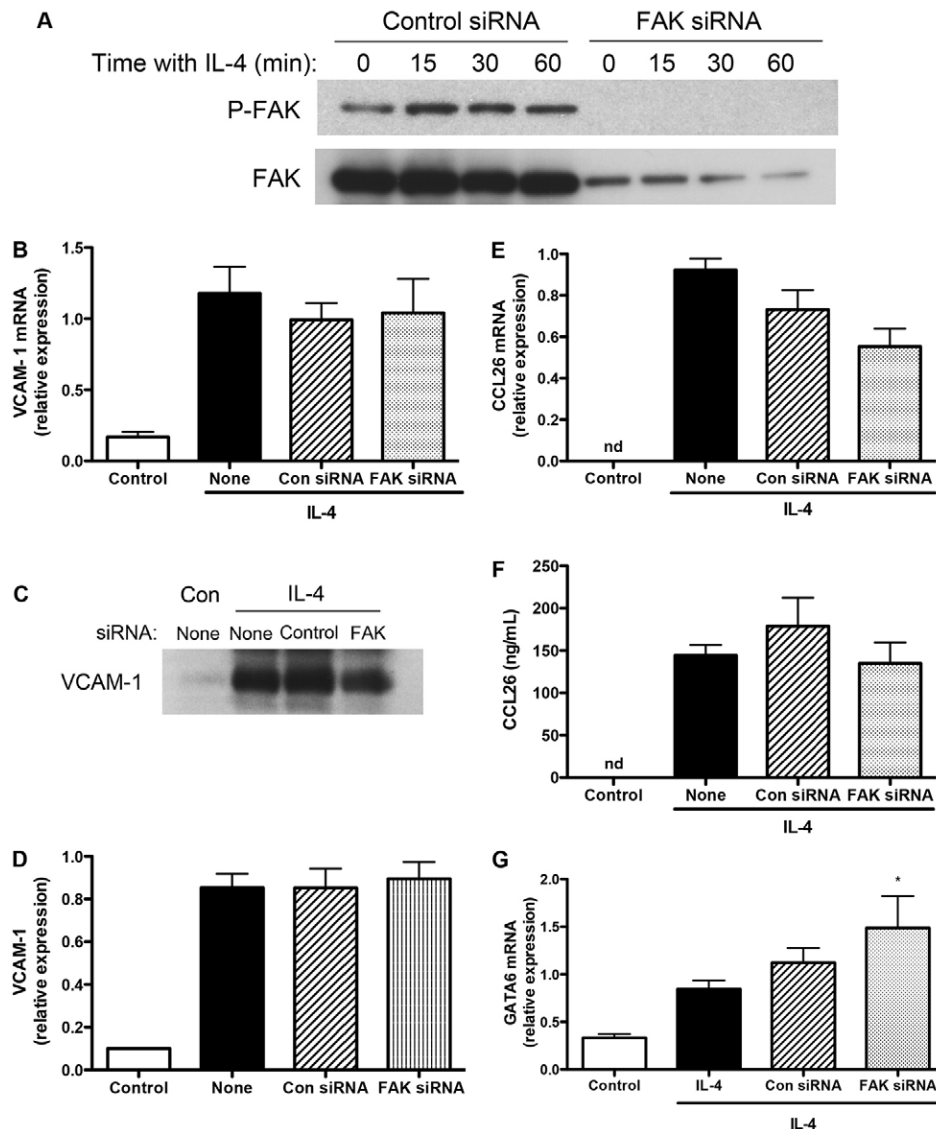 A
Control siRNA FAK siRNA
Time with IL-4 (min): 0 15 30 60 0 15 30 60
P-FAK
FAK
B
VCAM- 1 mRNA
(relative expression)
1.5
1.0
0.5
0.0
Control None Con siRNA FAK siRNA
IL-4
C
Con IL-4
siRNA: None None Control FAK
VCAM-1
D
VCAM-1
(relative expression)
1.0
0.8
0.6
0.4
0.2
0.0
Control None Con siRNA FAK siRNA
E
CCL26 mRNA
(relative expression)
1.0
0.8
0.6
0.4
0.2
0.0
nd
Control None Con siRNA FAK siRNA
IL-4
F
CCL26 (ng/mL)
250
200
150
100
50
0
nd
Control None Con siRNA FAK siRNA
IL-4
G
GATA6 mRNA
(relative expression)
2.0
1.5
1.0
0.5
0.0
*
Control IL-4 Con siRNA FAK siRNA
IL-4